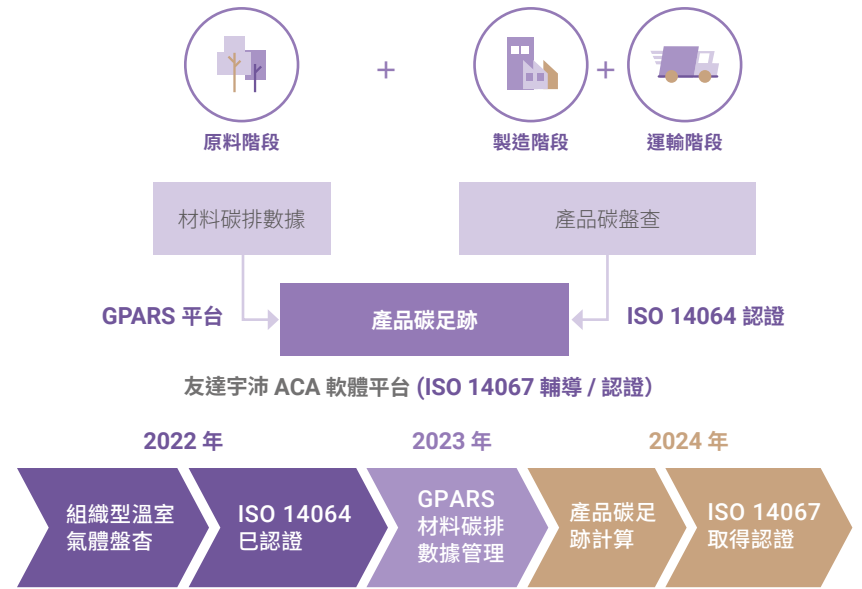 +
+
原料階段
製造階段
運輸階段
材料碳排數據
產品碳盤查
GPARS 平台
產品碳足跡
ISO 14064 認證
友達宇沛 ACA 軟體平台 (ISO 14067 輔導 / 認證）
2022 年
2023 年
2024 年
組織型溫室
氣體盤查
ISO 14064
巳認證
GPARS
材料碳排
數據管理
產品碳足
跡計算
ISO 14067
取得認證